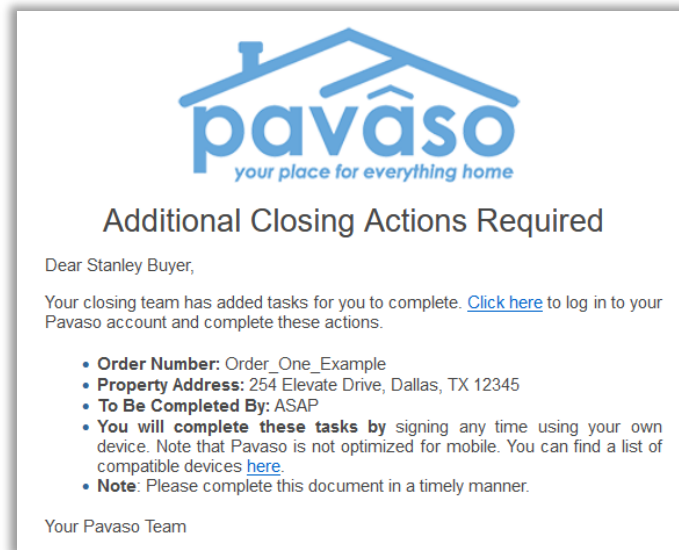 pavâso
your place for everything home
Additional Closing Actions Required
Dear Stanley Buyer,
Your closing team has added tasks for you to complete. Click here to log in to your
Pavaso account and complete these actions.
• Order Number: Order_One_Example
• Property Address: 254 Elevate Drive, Dallas, TX 12345
• To Be Completed By: ASAP
• You will complete these tasks by signing any time using your own
device. Note that Pavaso is not optimized for mobile. You can find a list of
compatible devices here.
• Note: Please complete this document in a timely manner.
Your Pavaso Team